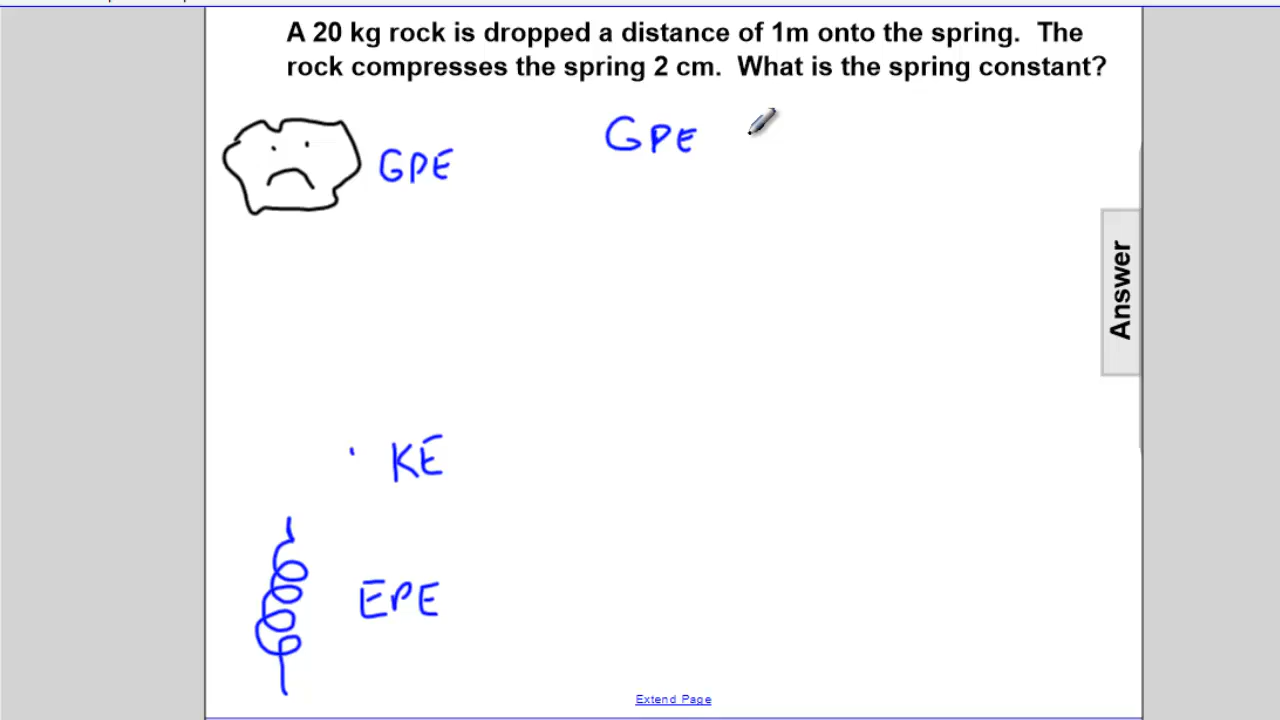 A 20 kg rock is dropped a distance of 1m onto the spring. The
rock compresses the spring 2 cm. What is the spring constant?
GPE
GPE
Answer
KE
EPE
Extend Page